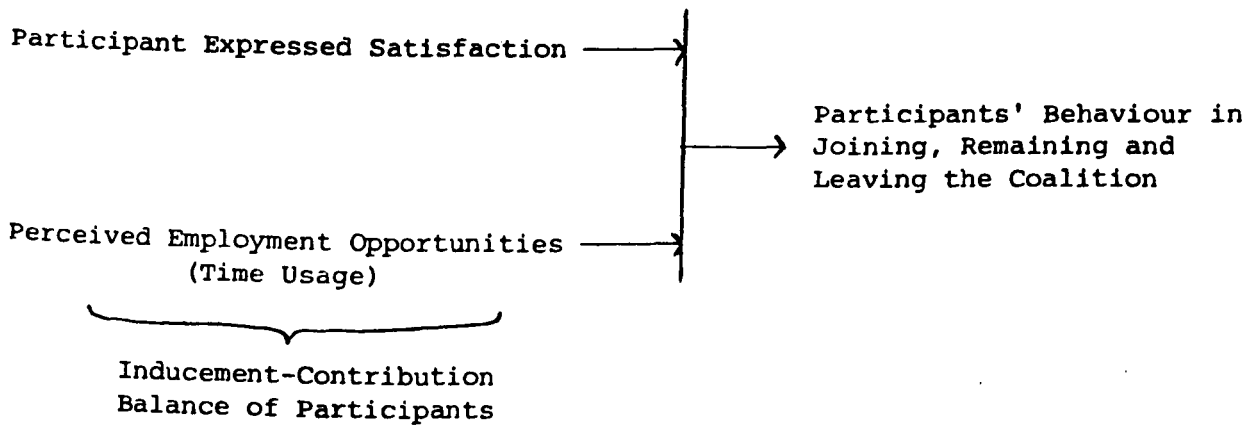 Participant Expressed Satisfaction
Participants' Behaviour in
Joining, Remaining and
Leaving the Coalition
Perceived Employment Opportunities
(Time Usage)
Inducement-Contribution
Balance of Participants